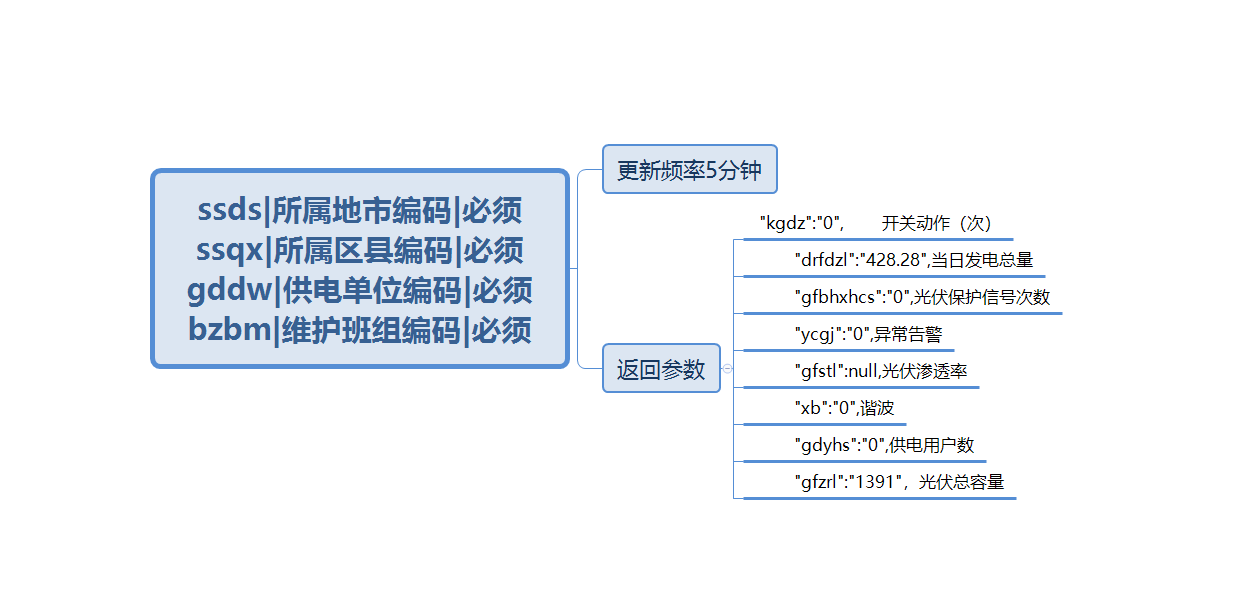 ssds|所属地市编码|必须
ssqx|所属区县编码|必须
gddw|供电单位编码|必须
bzbm|维护班组编码|必须
更新频率5分钟
返回参数
"kgdz":"0", 开关动作（次）
"drfdzl":"428.28",当日发电总量
"gfbhxhcs":"0",光伏保护信号次数
"ycgj":"0",异常告警
"gfstl":null,光伏渗透率
"xb":"0",谐波
"gdyhs":"0",供电用户数
"gfzrl":"1391"，光伏总容量